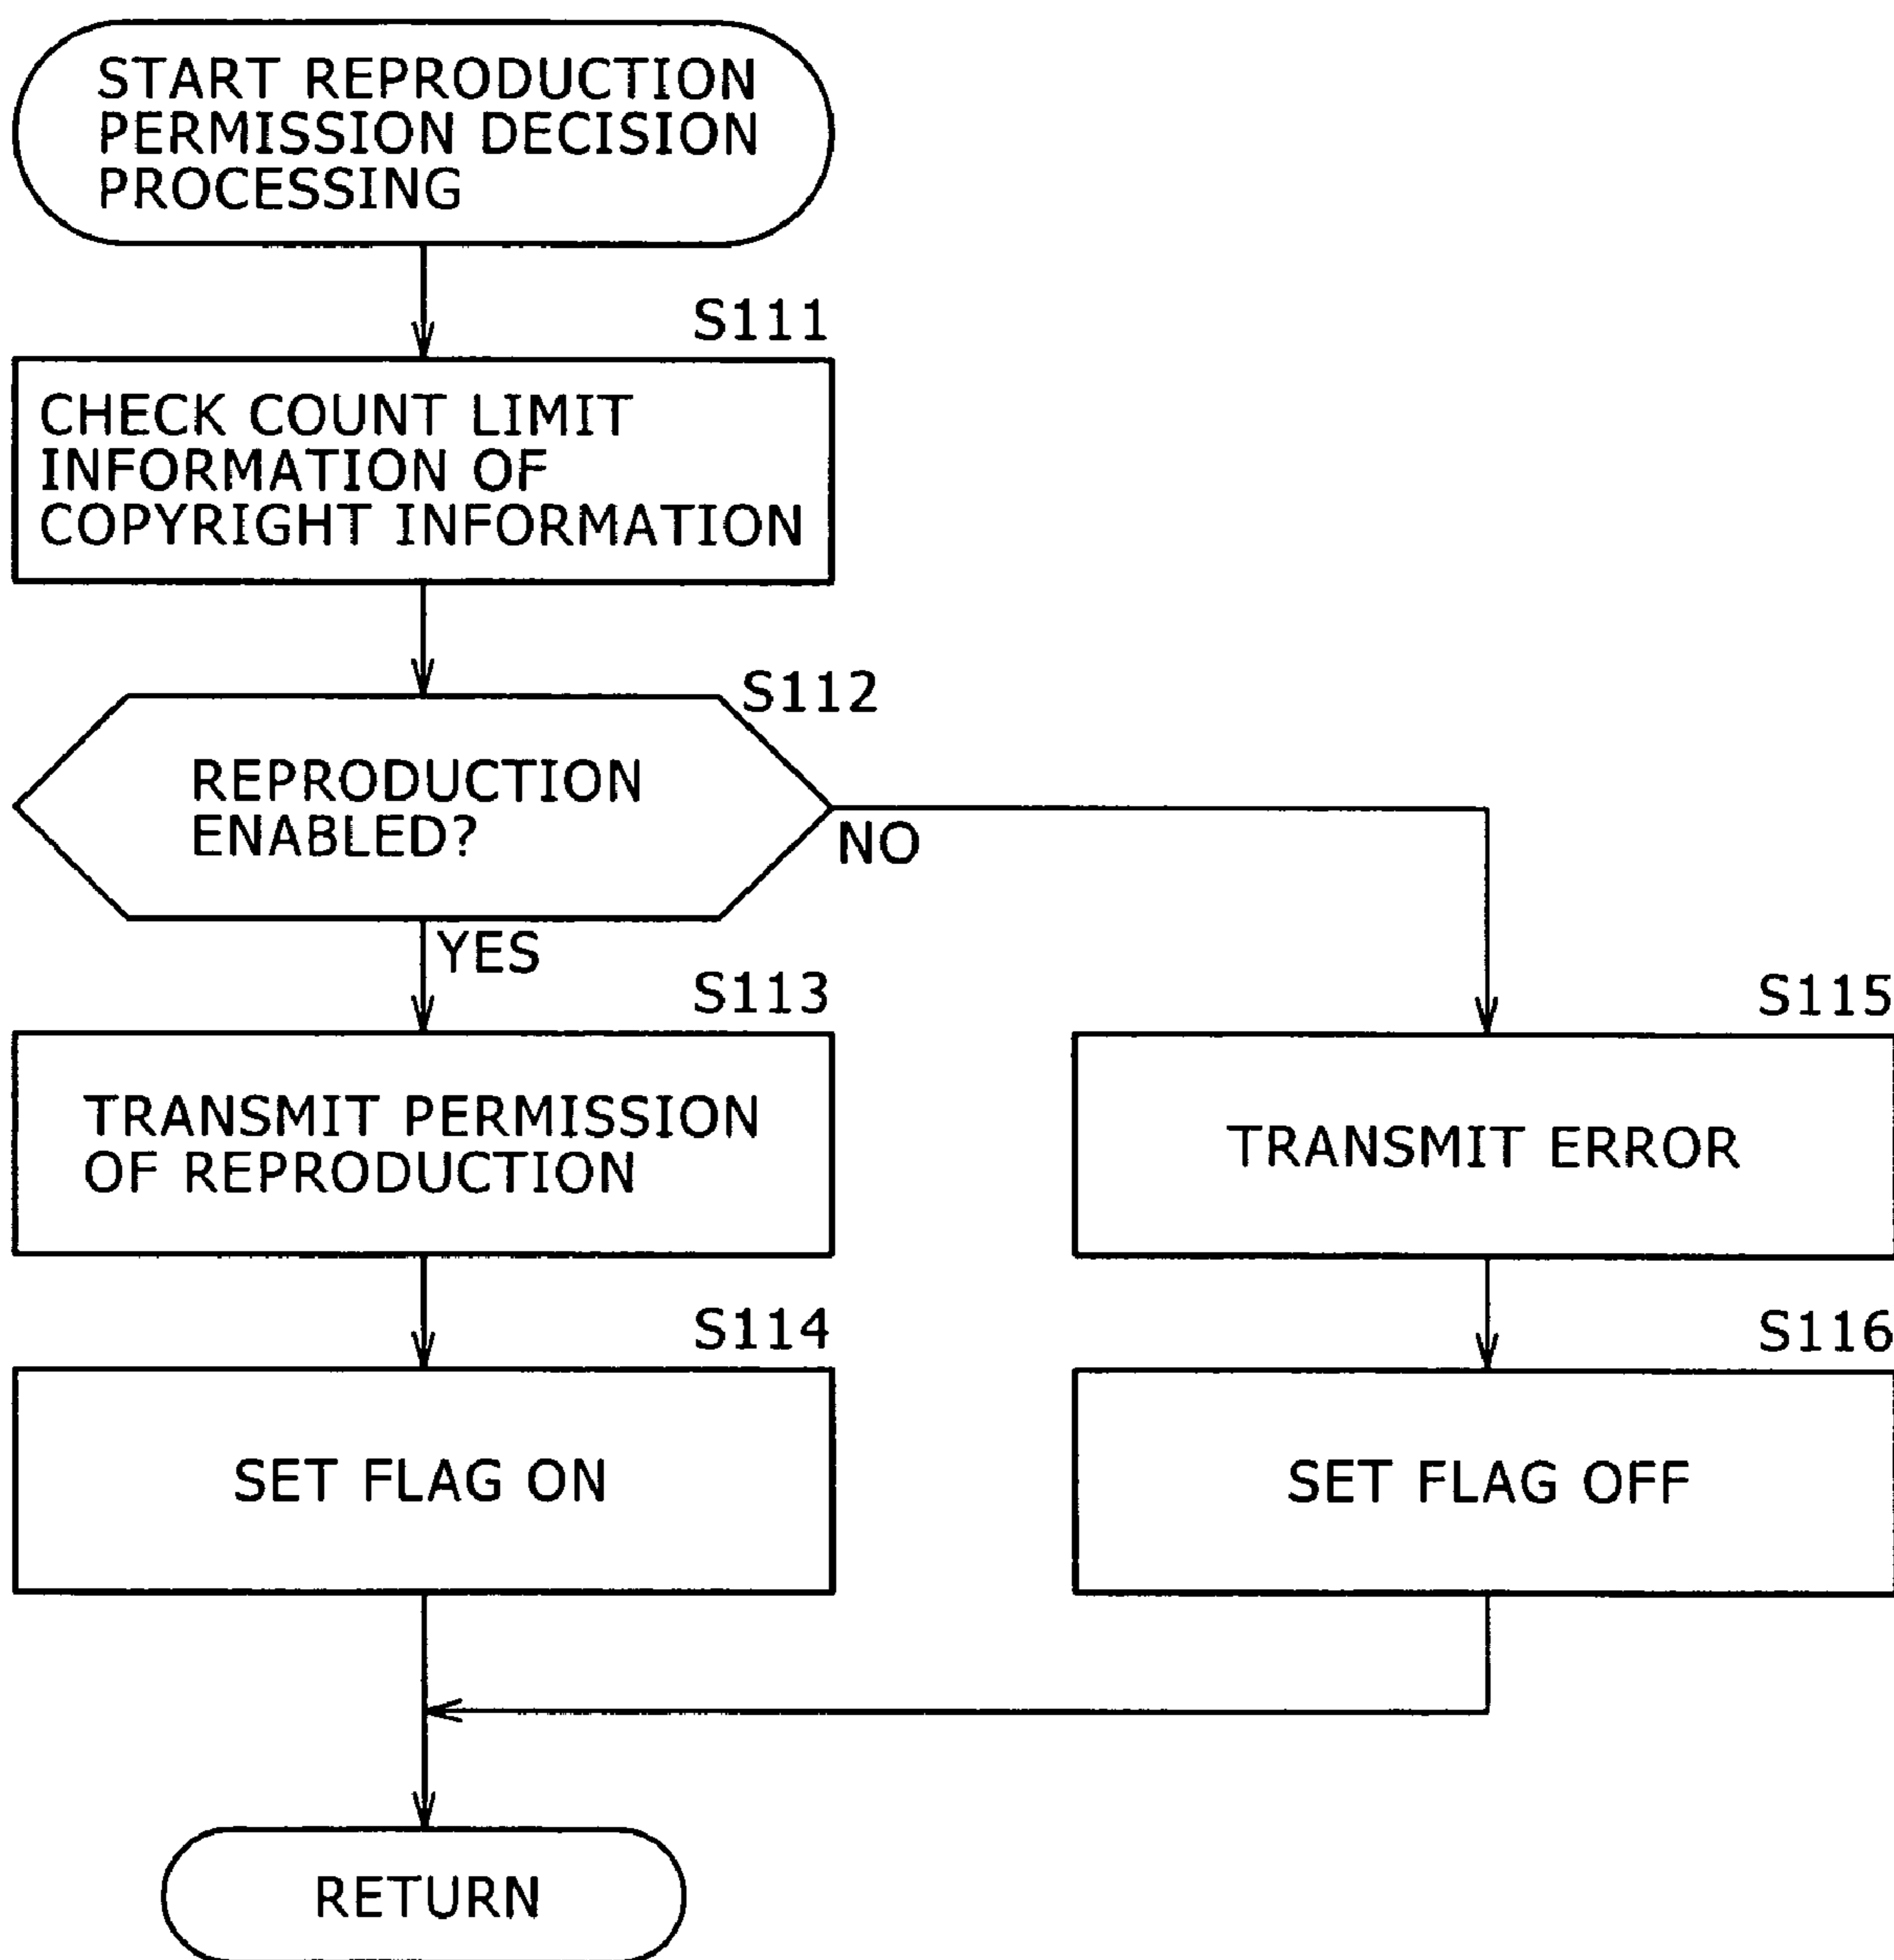 START REPRODUCTION
PERMISSION DECISION
PROCESSING
S111
CHECK COUNT LIMIT
INFORMATION OF
COPYRIGHT INFORMATION
S112
REPRODUCTION
ENABLED?
NO
YES
S113
TRANSMIT PERMISSION
OF REPRODUCTION
S115
TRANSMIT ERROR
S114
SET FLAG ON
S116
SET FLAG OFF
RETURN